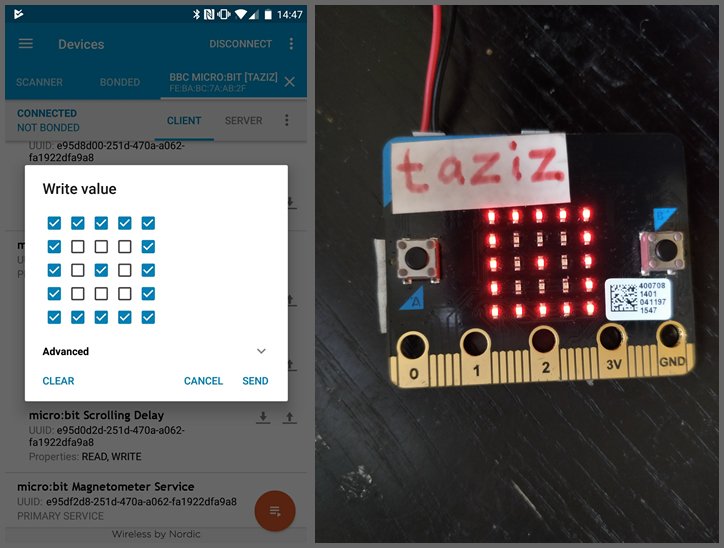 14:47
Devices
DISCONNECT
SCANNER
BONDED
BBC MICRO:BIT [TAZIZ]
FE:BA:BC:7A:AB:2F
CONNECTED
NOT BONDED
CLIENT
SERVER
UUID: e95d8d00-251d-470a-a062-
fa1922dfa9a8
Write value
Advanced
CLEAR
CANCEL
SEND
micro:bit Scrolling Delay
UUID: e95d0d2d-251d-470a-a062-
fa1922dfa9a8
Properties: READ, WRITE
micro:bit Magnetometer Service
UUID: e95df2d8-251d-470a-a062-fa1922dfa9a8
PRIMARY SERVICE
Wireless by Nordic
taziz
B
A
400708
1401
041197
1547
0
1
2
3V
GND